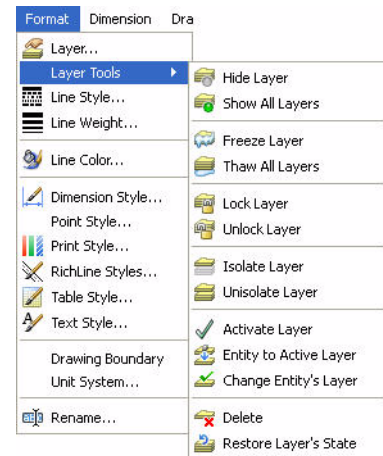 Format Dimension Dra
Layer...
Layer Tools
Line Style...
Line Weight...
Line Color...
Dimension Style...
Point Style...
Print Style...
RichLine Styles...
Table Style...
Text Style...
Drawing Boundary
Unit System...
Rename...
Hide Layer
Show All Layers
Freeze Layer
Thaw All Layers
Lock Layer
Unlock Layer
Isolate Layer
Unisolate Layer
Activate Layer
Entity to Active Layer
Change Entity's Layer
Delete
Restore Layer's State